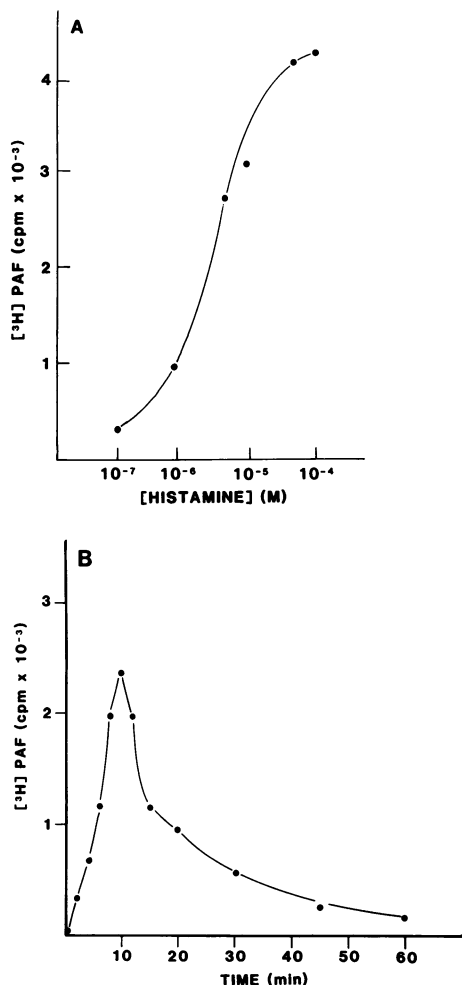 A
[³H] PAF (cpm x 10⁻³)
4
3
2
1
10⁻⁷ 10⁻⁶ 10⁻⁵ 10⁻⁴
[HISTAMINE] (M)
B
[³H] PAF (cpm x 10⁻³)
3
2
1
10 20 30 40 50 60
TIME (min)